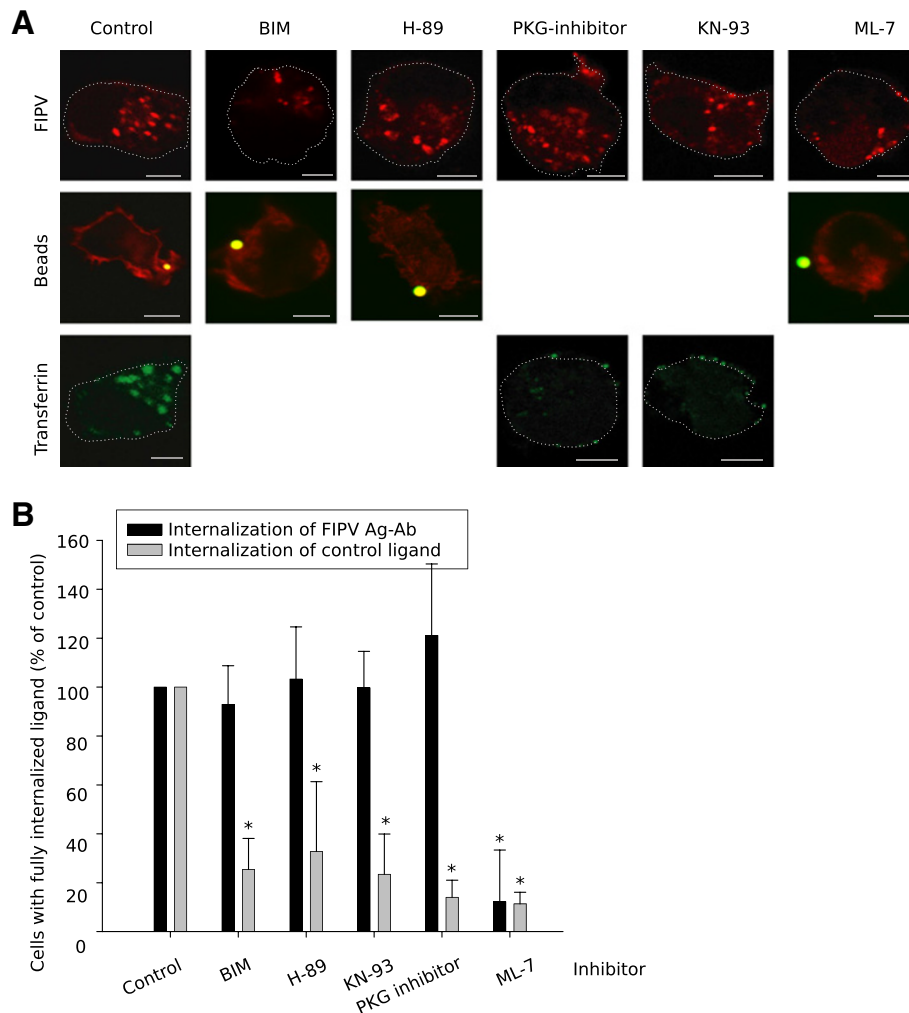 A
Control BIM H-89 PKG-inhibitor KN-93 ML-7
FIPV
Beads
Transferrin
B
Internalization of FIPV Ag-Ab
Internalization of control ligand
Cells with fully internalized ligand (% of control)
160
140
120
100
80
60
40
20
0
* * * * * *
Control BIM H-89 KN-93 PKG inhibitor ML-7
Inhibitor